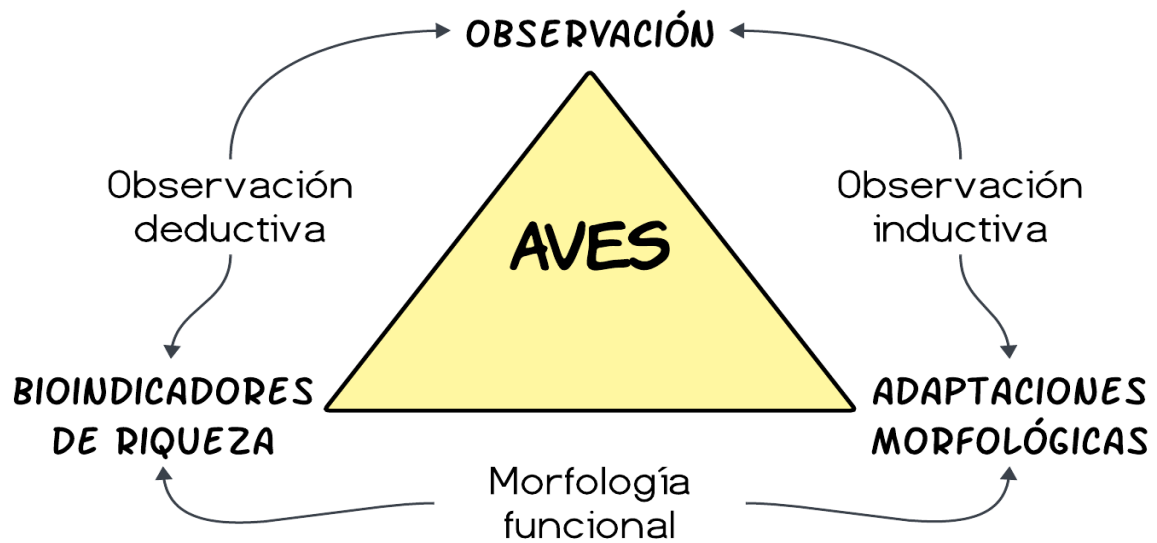 OBSERVACIÓN
Observación
deductiva
Observación
inductiva
AVES
BIOINDICADORES
DE RIQUEZA
ADAPTACIONES
MORFOLÓGICAS
Morfología
funcional